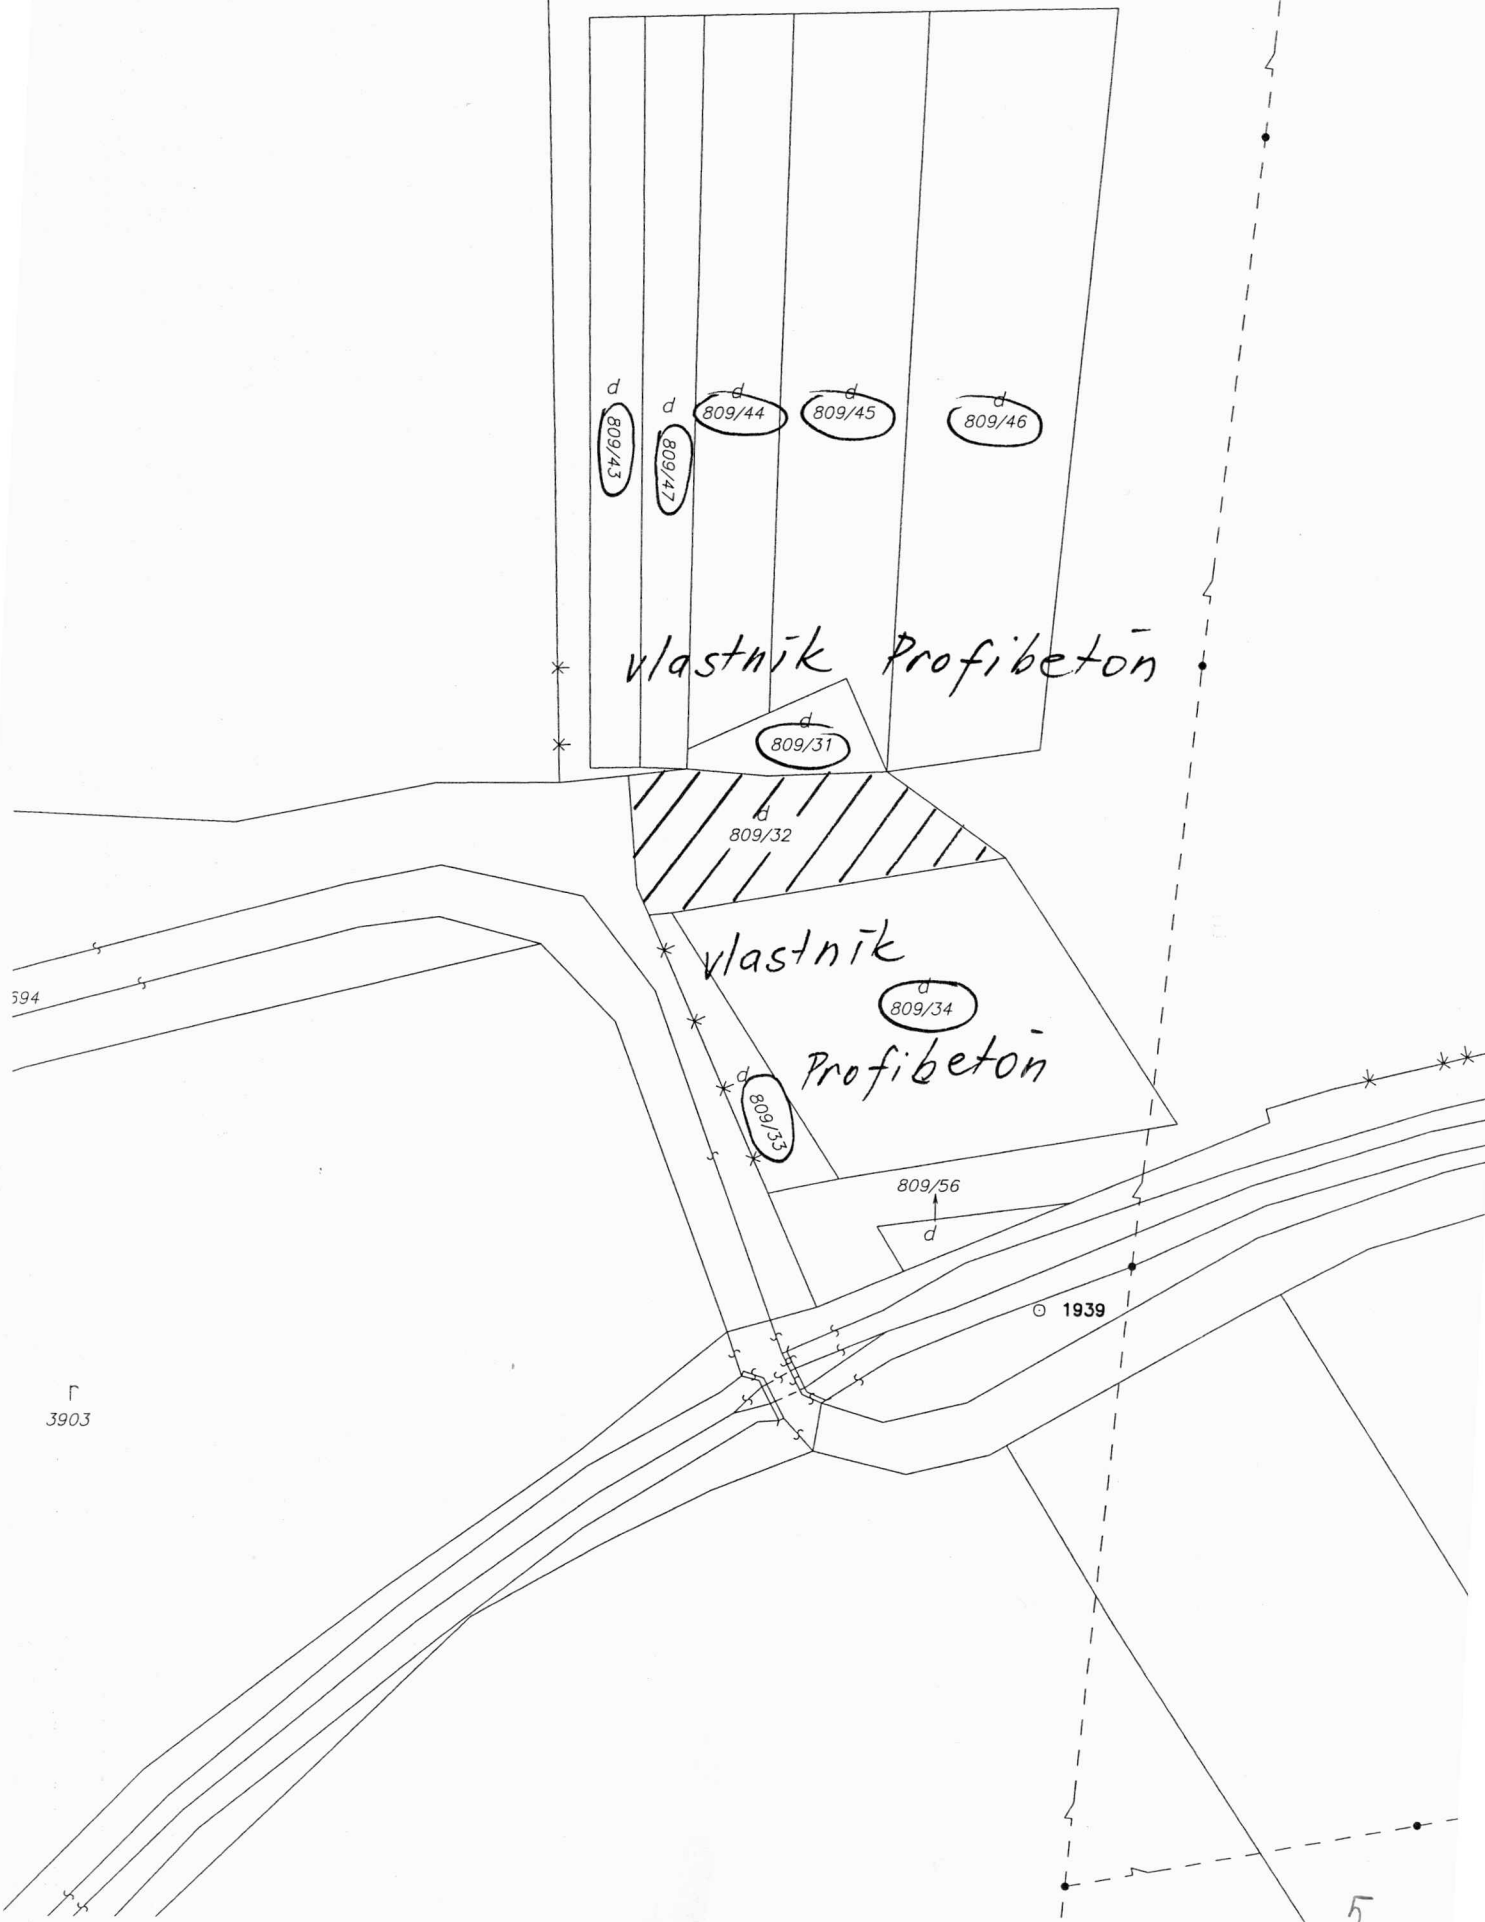 d
d
d
d
d
809/43
809/47
809/44
809/45
809/46
vlastník Profibetón
d
809/31
d
809/32
vlastník
d
809/34
Profibetón
d
809/33
594
809/56
d
1939
r
3903
5